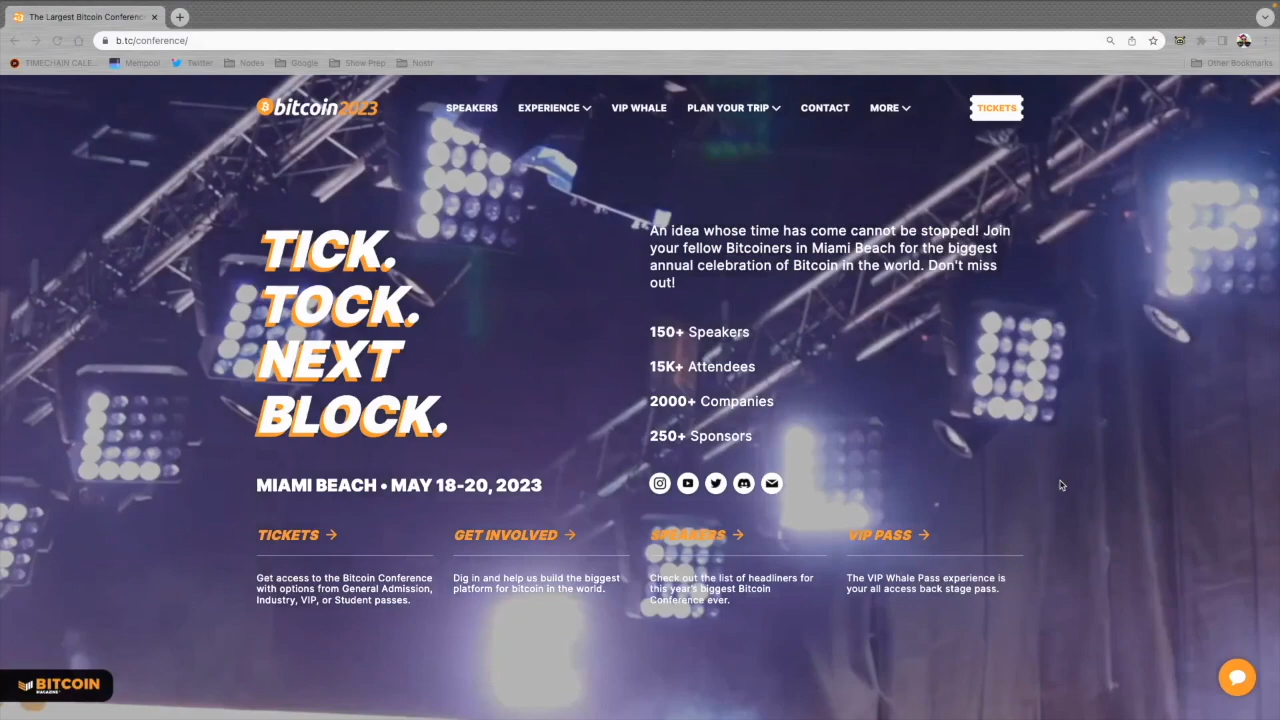 The Largest Bitcoin Conferenc
b.tc/conference/
TIMECHAIN CALE...
Mempool
Twitter
Nodes
Google
Show Prep
Nostr
Other Bookmarks
bitcoin2023
SPEAKERS
EXPERIENCE
VIP WHALE
PLAN YOUR TRIP
CONTACT
MORE
TICKETS
TICK.
TOCK.
NEXT
BLOCK.
MIAMI BEACH • MAY 18-20, 2023
An idea whose time has come cannot be stopped! Join
your fellow Bitcoiners in Miami Beach for the biggest
annual celebration of Bitcoin in the world. Don't miss
out!
150+ Speakers
15K+ Attendees
2000+ Companies
250+ Sponsors
TICKETS →
Get access to the Bitcoin Conference
with options from General Admission,
Industry, VIP, or Student passes.
GET INVOLVED →
Dig in and help us build the biggest
platform for bitcoin in the world.
SPEAKERS →
Check out the list of headliners for
this year's biggest Bitcoin
Conference ever.
VIP PASS →
The VIP Whale Pass experience is
your all access back stage pass.
BITCOIN
MAGAZINE